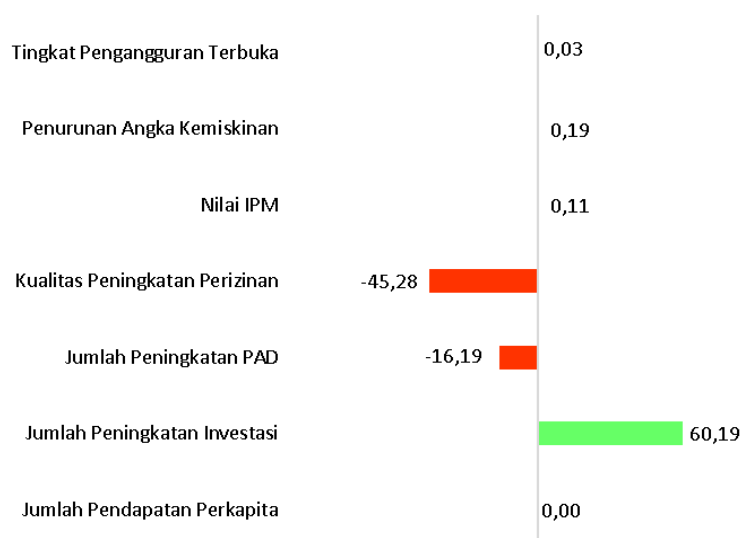 Tingkat Pengangguran Terbuka 0,03
Penurunan Angka Kemiskinan 0,19
Nilai IPM 0,11
Kualitas Peningkatan Perizinan -45,28
Jumlah Peningkatan PAD -16,19
Jumlah Peningkatan Investasi 60,19
Jumlah Pendapatan Perkapita 0,00